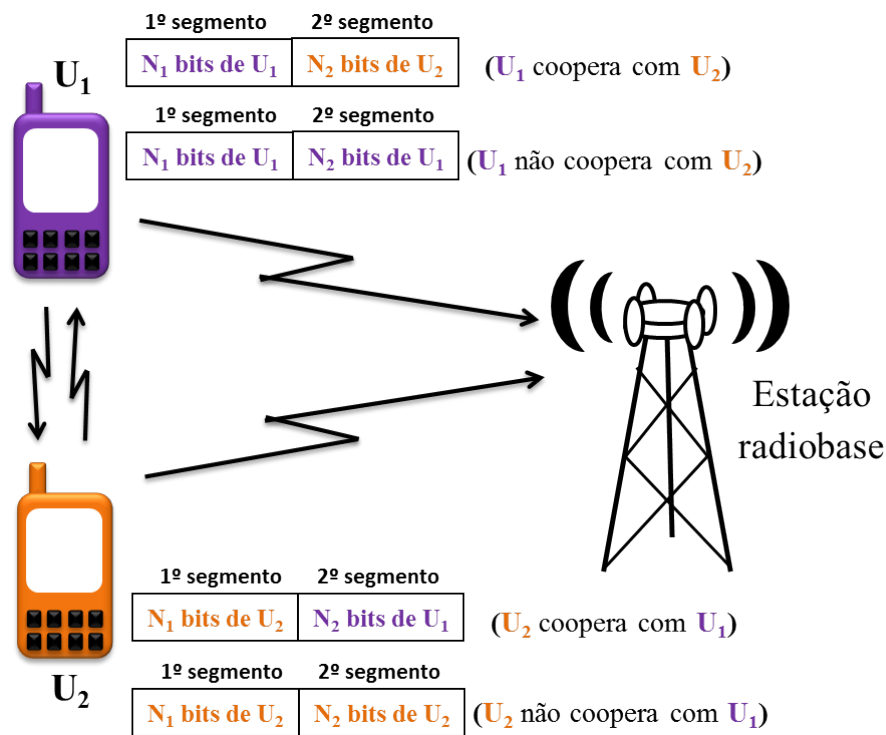 1º segmento 2º segmento
N₁ bits de U₁ N₂ bits de U₂ (U₁ coopera com U₂)
U₁
1º segmento 2º segmento
N₁ bits de U₁ N₂ bits de U₁ (U₁ não coopera com U₂)
Estação
radiobase
1º segmento 2º segmento
N₁ bits de U₂ N₂ bits de U₁ (U₂ coopera com U₁)
1º segmento 2º segmento
U₂
N₁ bits de U₂ N₂ bits de U₂ (U₂ não coopera com U₁)